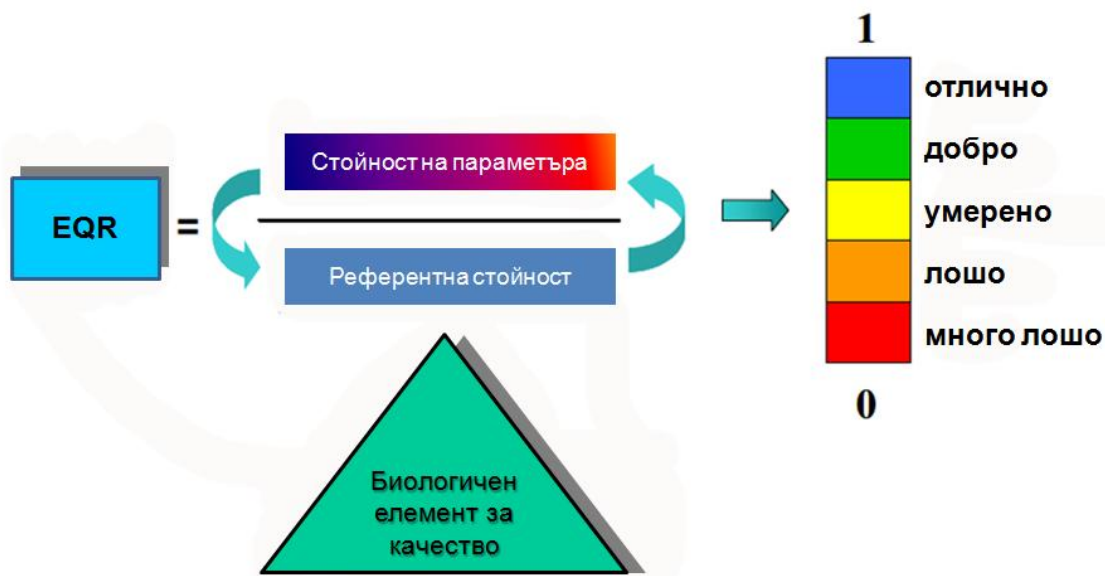 EQR
=
Стойност на параметъра
Референтна стойност
Биологичен
елемент за
качество
1
отлично
добро
умерено
лошо
много лошо
0